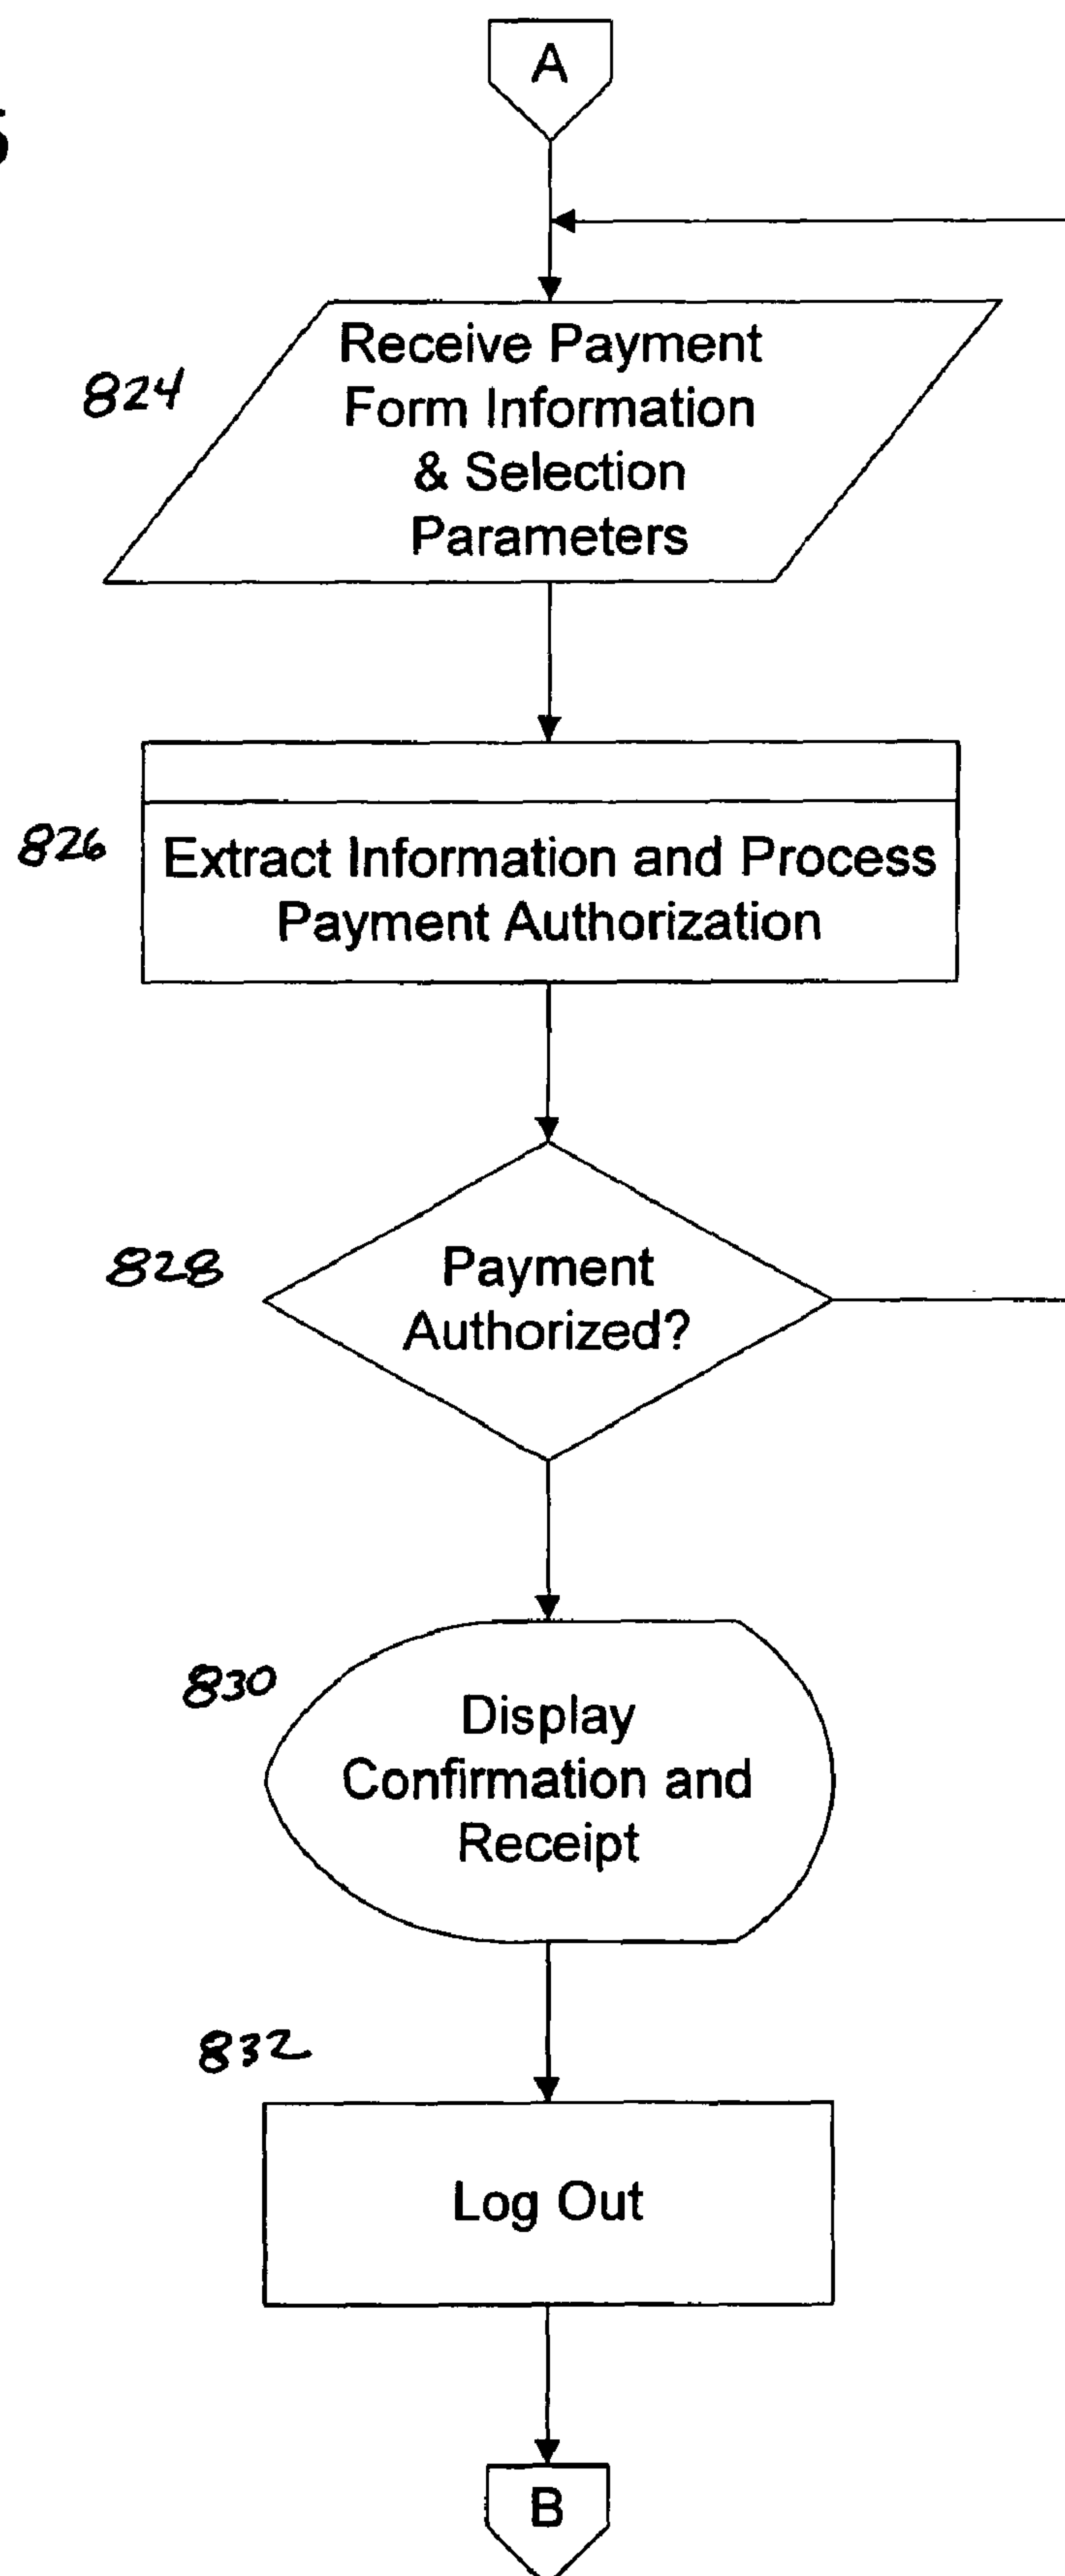 A
824
Receive Payment
Form Information
& Selection
Parameters
826
Extract Information and Process
Payment Authorization
828
Payment
Authorized?
830
Display
Confirmation and
Receipt
832
Log Out
B